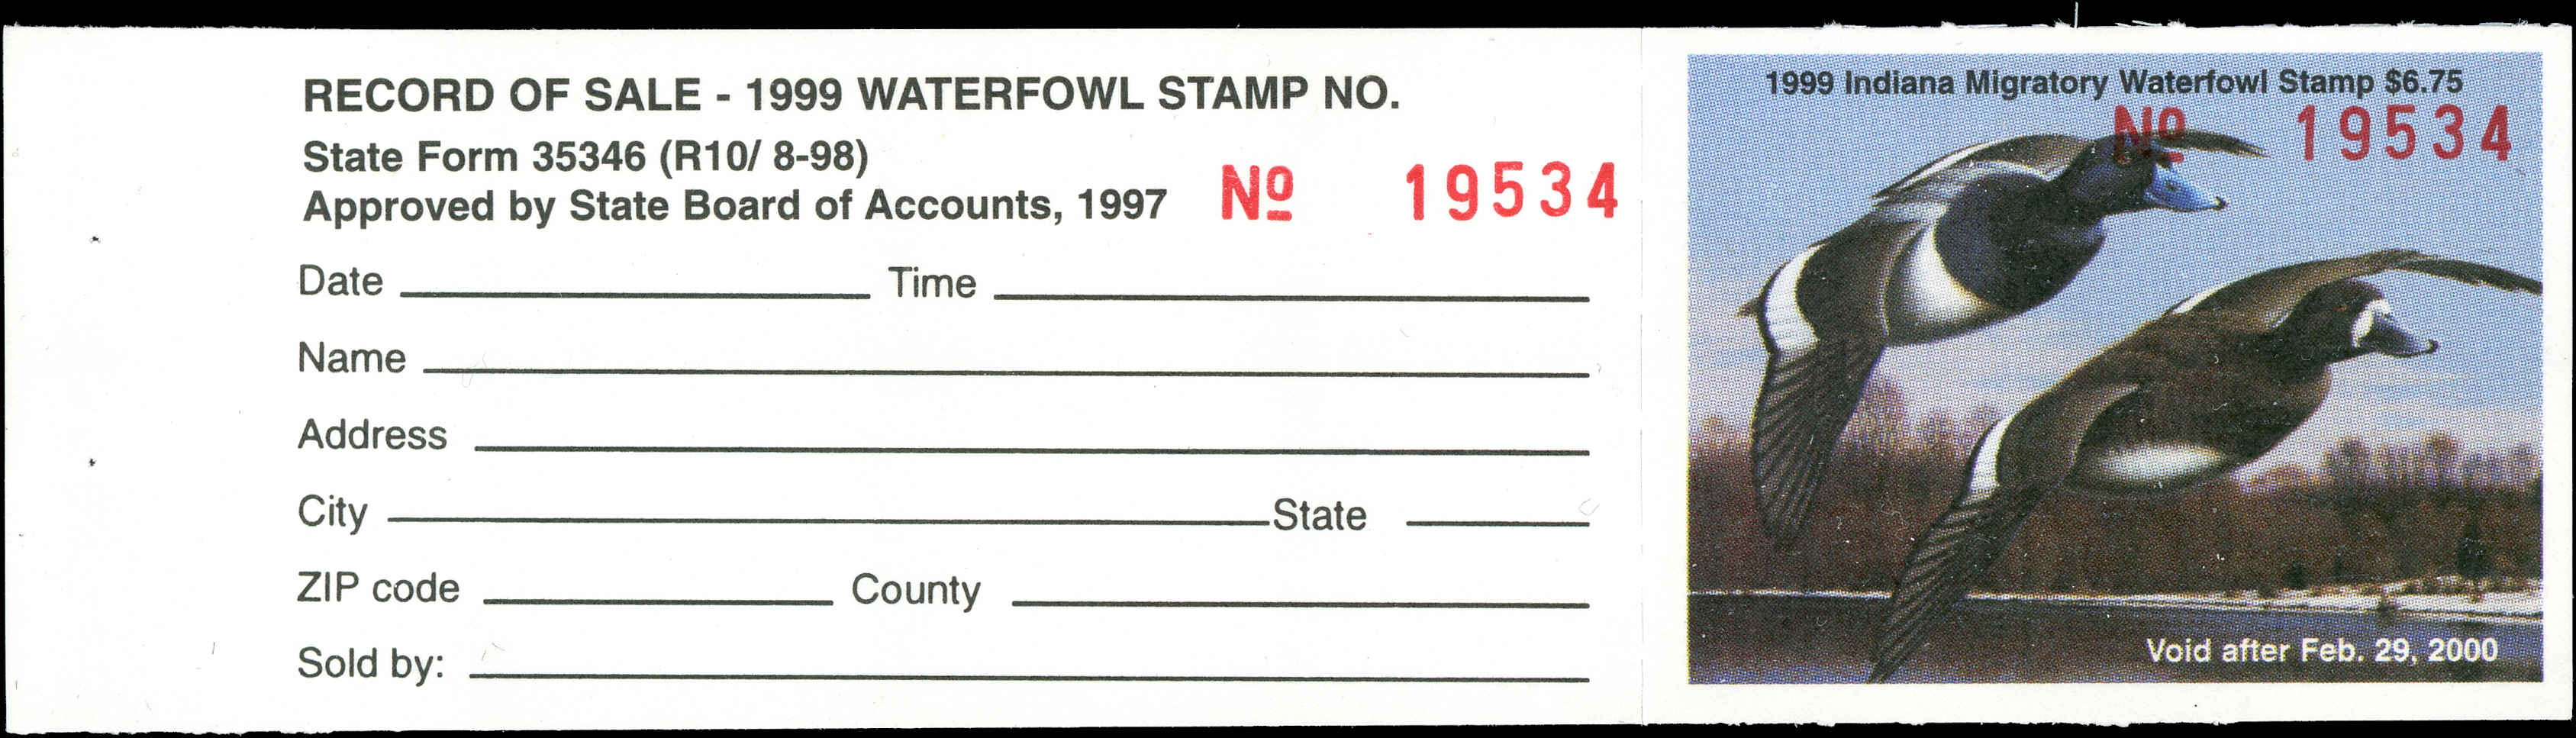 RECORD OF SALE - 1999 WATERFOWL STAMP NO.
State Form 35346 (R10/ 8-98)
Approved by State Board of Accounts, 1997 Nº 19534
Date Time
Name
Address
City State
ZIP code County
Sold by:
1999 Indiana Migratory Waterfowl Stamp $6.75
Nº 19534
Void after Feb. 29, 2000